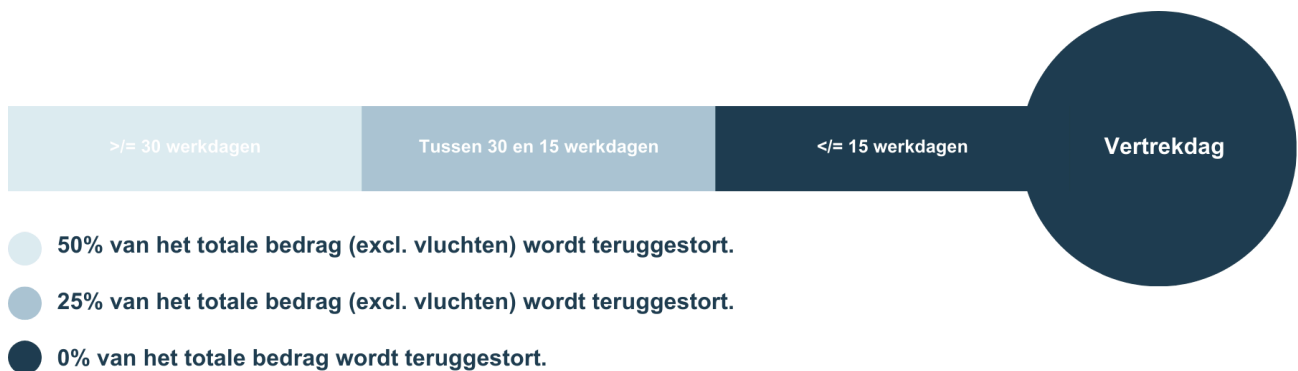 >/= 30 werkdagen
Tussen 30 en 15 werkdagen
</= 15 werkdagen
Vertrekdag
50% van het totale bedrag (excl. vluchten) wordt teruggestort.
25% van het totale bedrag (excl. vluchten) wordt teruggestort.
0% van het totale bedrag wordt teruggestort.